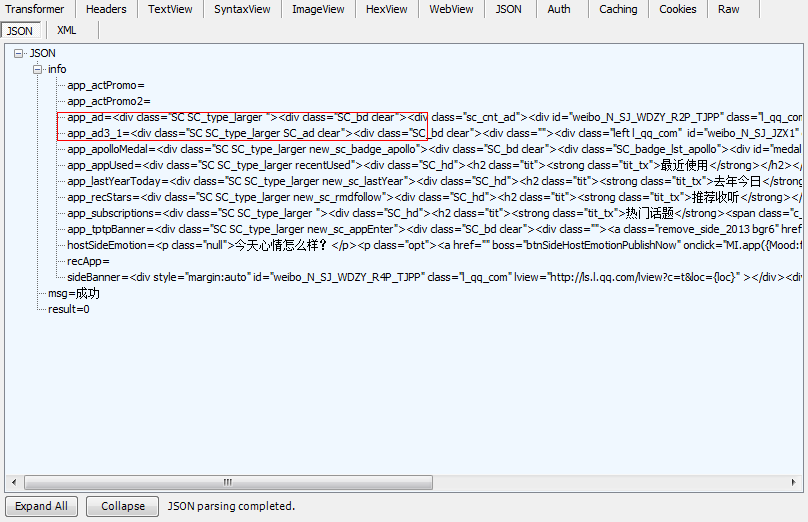 Transformer Headers TextView SyntaxView ImageView HexView WebView JSON Auth Caching Cookies Raw
JSON XML
JSON
info
app_actPromo=
app_actPromo2=
app_ad=<div class="SC SC_type_larger "><div class="SC_bd clear"><div class="sc_cnt_ad"><div id="weibo_N_SJ_WDZY_R2P_TJPP" class="l_qq_com
app_ad3_1=<div class="SC SC_type_larger SC_ad clear"><div class="SC_bd clear"><div class=""><div class="left l_qq_com" id="weibo_N_SJ_JZX1"
app_apolloMedal=<div class="SC SC_type_larger new_sc_badge_apollo"><div class="SC_bd clear"><div class="SC_badge_lst_apollo"><div id="medal
app_appUsed=<div class="SC SC_type_larger recentUsed"><div class="SC_hd"><h2 class="tit"><strong class="tit_tx">最近使用</strong></h2></
app_lastYearToday=<div class="SC SC_type_larger new_sc_lastYear"><div class="SC_hd"><h2 class="tit"><strong class="tit_tx">去年今日</strong
app_recStars=<div class="SC SC_type_larger new_sc_rmdfollow"><div class="SC_hd"><h2 class="tit"><strong class="tit_tx">推荐收听</strong></
app_subscriptions=<div class="SC SC_type_larger "><div class="SC_hd"><h2 class="tit"><strong class="tit_tx">热门话题</strong><span class="c_
app_tptpBanner=<div class="SC SC_type_larger new_sc_appEnter"><div class="SC_bd clear"><div class=""><a class="remove_side_2013 bgr6" href
hostSideEmotion=<p class="null">今天心情怎么样？</p><p class="opt"><a href="" boss="btnSideHostEmotionPublishNow" onclick="MI.app({Mood:f
recApp=
sideBanner=<div style="margin:auto" id="weibo_N_SJ_WDZY_R4P_TJPP" class="l_qq_com" lview="http://ls.l.qq.com/lview?c=t&loc={loc}" ></div><div
msg=成功
result=0
Expand All Collapse JSON parsing completed.